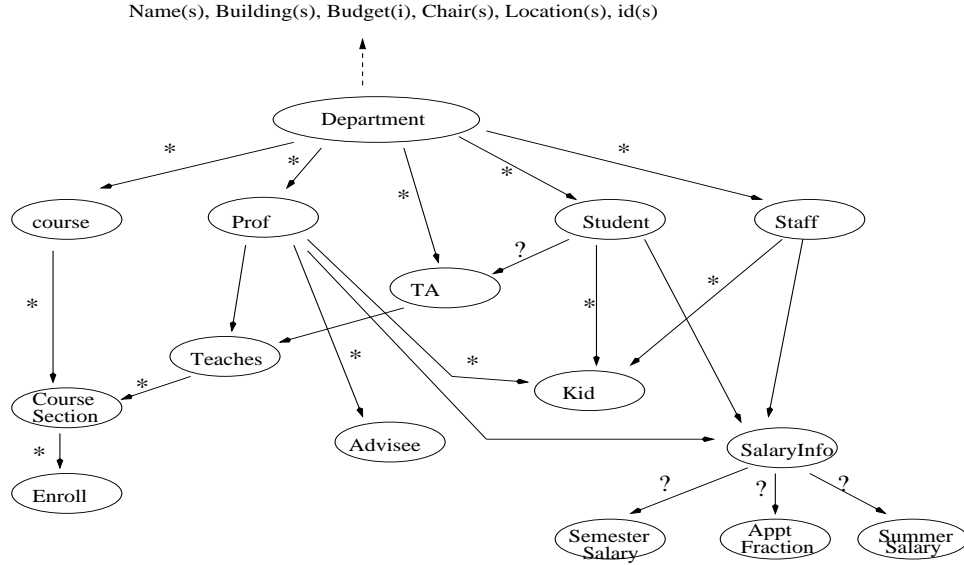 Name(s), Building(s), Budget(i), Chair(s), Location(s), id(s)
Department
*
*
*
*
*
course
Prof
Student
Staff
?
*
TA
*
*
Teaches
*
*
*
Kid
Course
Section
*
Advisee
SalaryInfo
Enroll
?
?
?
Semester
Salary
Appt
Fraction
Summer
Salary